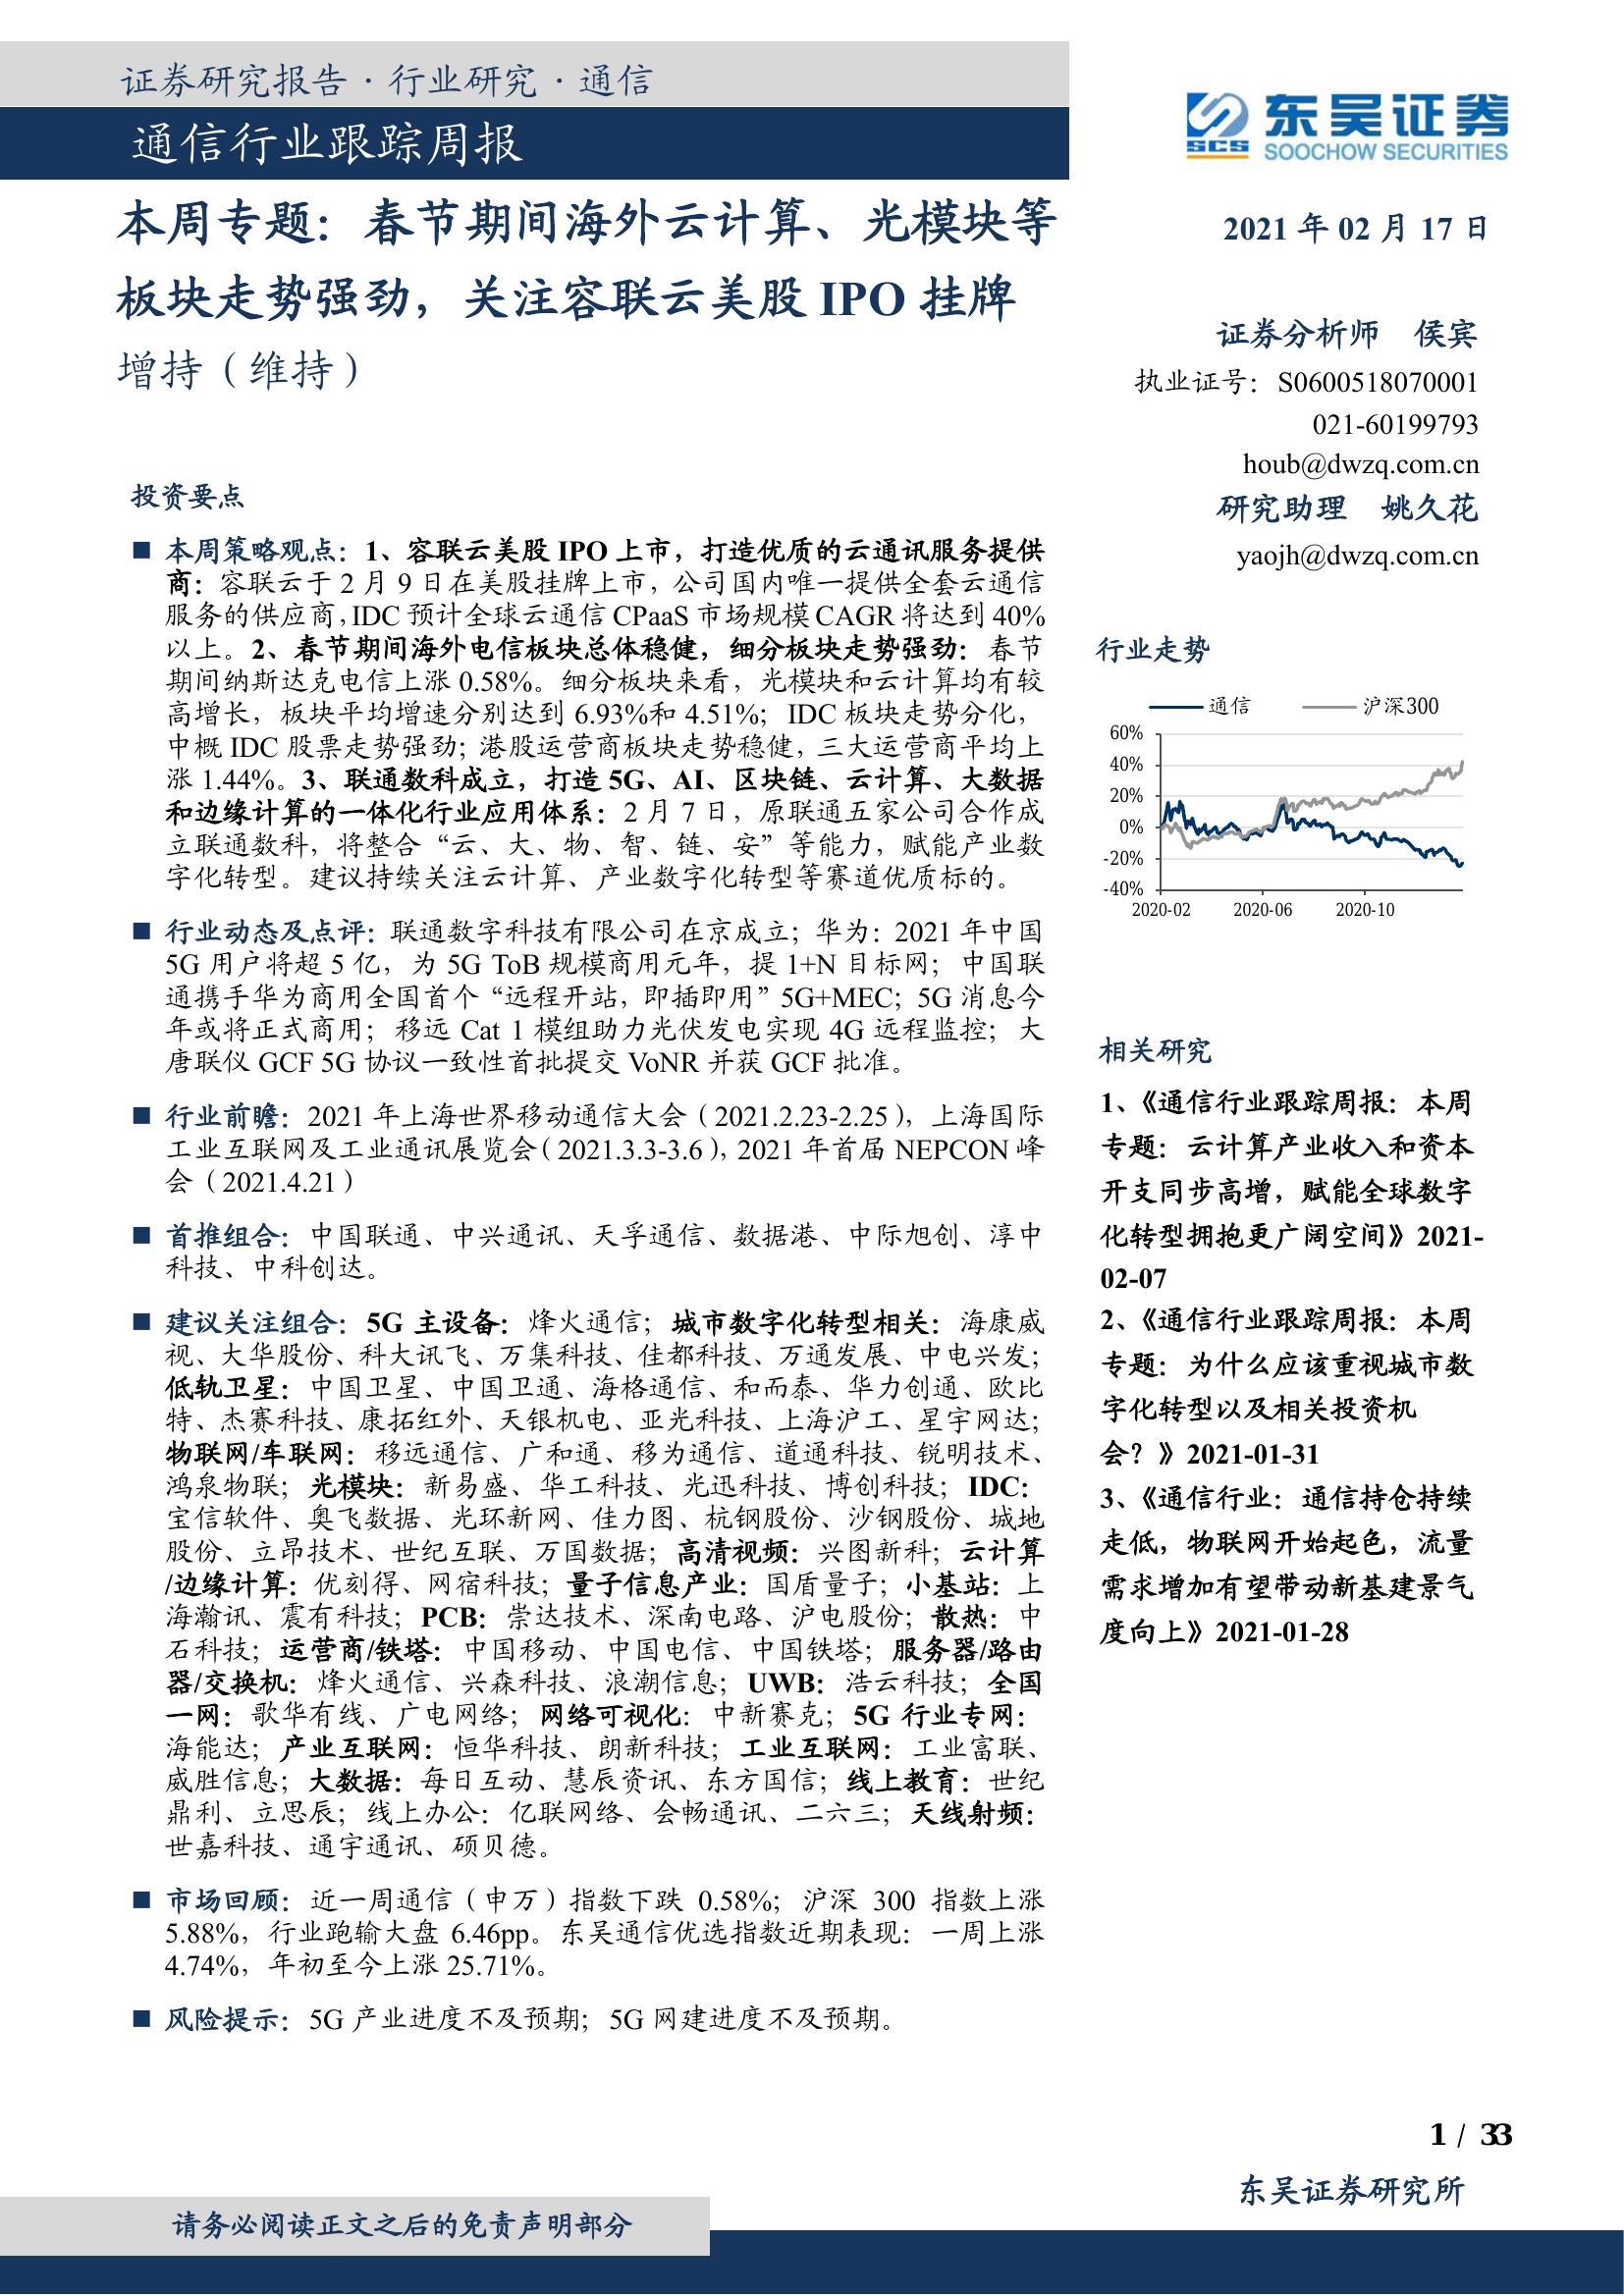 证券研究报告·行业研究·通信
通信行业跟踪周报
本周专题：春节期间海外云计算、光模块等
板块走势强劲，关注容联云美股 IPO 挂牌
增持（维持）
投资要点
■ 本周策略观点：1、容联云美股 IPO 上市，打造优质的云通讯服务提供
商：容联云于 2 月 9 日在美股挂牌上市，公司国内唯一提供全套云通信
服务的供应商，IDC 预计全球云通信 CPaaS 市场规模 CAGR 将达到 40%
以上。2、春节期间海外电信板块总体稳健，细分板块走势强劲：春节
期间纳斯达克电信上涨 0.58%。细分板块来看，光模块和云计算均有较
高增长，板块平均增速分别达到 6.93%和 4.51%；IDC 板块走势分化，
中概 IDC 股票走势强劲；港股运营商板块走势稳健，三大运营商平均上
涨 1.44%。3、联通数科成立，打造 5G、AI、区块链、云计算、大数据
和边缘计算的一体化行业应用体系：2 月 7 日，原联通五家公司合作成
立联通数科，将整合“云、大、物、智、链、安”等能力，赋能产业数
字化转型。建议持续关注云计算、产业数字化转型等赛道优质标的。
■ 行业动态及点评：联通数字科技有限公司在京成立；华为：2021 年中国
5G 用户将超 5 亿，为 5G ToB 规模商用元年，提 1+N 目标网；中国联
通携手华为商用全国首个“远程开站，即插即用”5G+MEC；5G 消息今
年或将正式商用；移远 Cat 1 模组助力光伏发电实现 4G 远程监控；大
唐联仪 GCF 5G 协议一致性首批提交 VoNR 并获 GCF 批准。
■ 行业前瞻：2021 年上海世界移动通信大会（2021.2.23-2.25），上海国际
工业互联网及工业通讯展览会（2021.3.3-3.6），2021 年首届 NEPCON 峰
会（2021.4.21）
■ 首推组合：中国联通、中兴通讯、天孚通信、数据港、中际旭创、淳中
科技、中科创达。
■ 建议关注组合：5G 主设备：烽火通信；城市数字化转型相关：海康威
视、大华股份、科大讯飞、万集科技、佳都科技、万通发展、中电兴发；
低轨卫星：中国卫星、中国卫通、海格通信、和而泰、华力创通、欧比
特、杰赛科技、康拓红外、天银机电、亚光科技、上海沪工、星宇网达；
物联网/车联网：移远通信、广和通、移为通信、道通科技、锐明技术、
鸿泉物联；光模块：新易盛、华工科技、光迅科技、博创科技；IDC：
宝信软件、奥飞数据、光环新网、佳力图、杭钢股份、沙钢股份、城地
股份、立昂技术、世纪互联、万国数据；高清视频：兴图新科；云计算
/边缘计算：优刻得、网宿科技；量子信息产业：国盾量子；小基站：上
海瀚讯、震有科技；PCB：崇达技术、深南电路、沪电股份；散热：中
石科技；运营商/铁塔：中国移动、中国电信、中国铁塔；服务器/路由
器/交换机：烽火通信、兴森科技、浪潮信息；UWB：浩云科技；全国
一网：歌华有线、广电网络；网络可视化：中新赛克；5G 行业专网：
海能达；产业互联网：恒华科技、朗新科技；工业互联网：工业富联、
威胜信息；大数据：每日互动、慧辰资讯、东方国信；线上教育：世纪
鼎利、立思辰；线上办公：亿联网络、会畅通讯、二六三；天线射频：
世嘉科技、通宇通讯、硕贝德。
■ 市场回顾：近一周通信（申万）指数下跌 0.58%；沪深 300 指数上涨
5.88%，行业跑输大盘 6.46pp。东吴通信优选指数近期表现：一周上涨
4.74%，年初至今上涨 25.71%。
■ 风险提示：5G 产业进度不及预期；5G 网建进度不及预期。
SCS 东吴证券
SOOCHOW SECURITIES
2021 年 02 月 17 日
证券分析师 侯宾
执业证号：S0600518070001
021-60199793
houb@dwzq.com.cn
研究助理 姚久花
yaojh@dwzq.com.cn
行业走势
通信 沪深300
60%
40%
20%
0%
-20%
-40%
2020-02 2020-06 2020-10
相关研究
1、《通信行业跟踪周报：本周
专题：云计算产业收入和资本
开支同步高增，赋能全球数字
化转型拥抱更广阔空间》2021-
02-07
2、《通信行业跟踪周报：本周
专题：为什么应该重视城市数
字化转型以及相关投资机
会？》2021-01-31
3、《通信行业：通信持仓持续
走低，物联网开始起色，流量
需求增加有望带动新基建景气
度向上》2021-01-28
1 / 33
东吴证券研究所
请务必阅读正文之后的免责声明部分